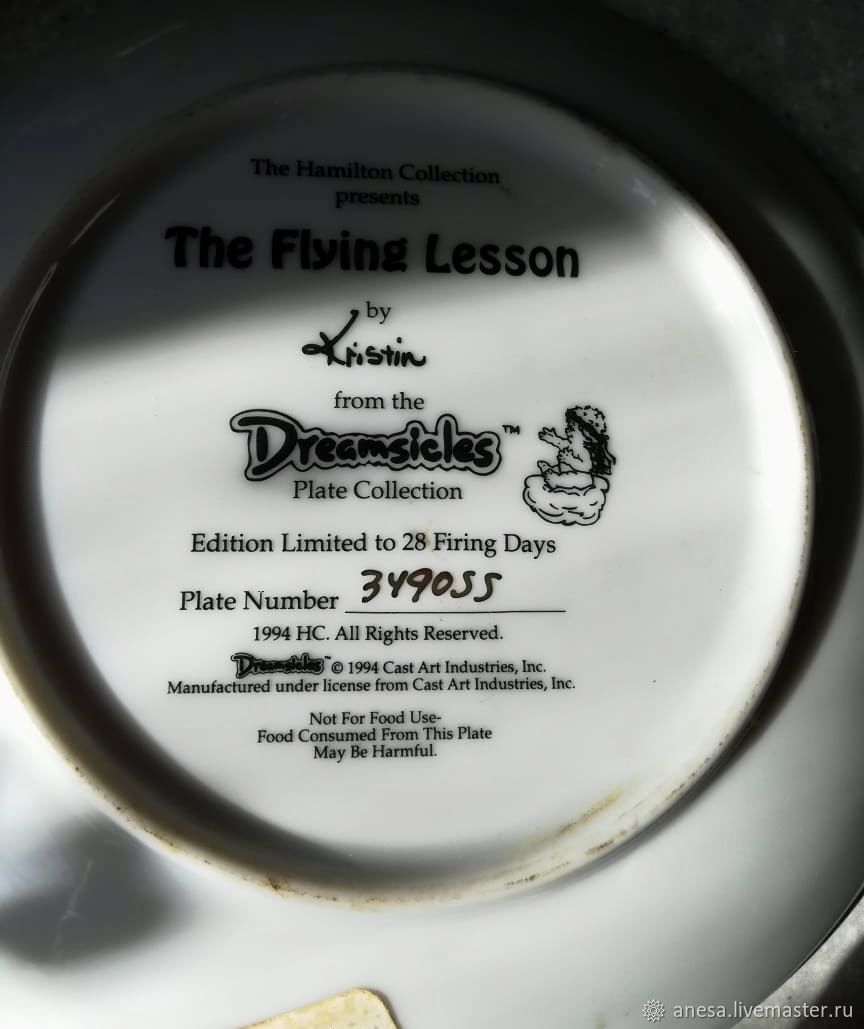 The Hamilton Collection
presents
The Flying Lesson
by
Kristin
from the
Dreamsicles™
Plate Collection
Edition Limited to 28 Firing Days
Plate Number 349055
1994 HC. All Rights Reserved.
Dreamsicles™ © 1994 Cast Art Industries, Inc.
Manufactured under license from Cast Art Industries, Inc.
Not For Food Use-
Food Consumed From This Plate
May Be Harmful.
anesa.livemaster.ru